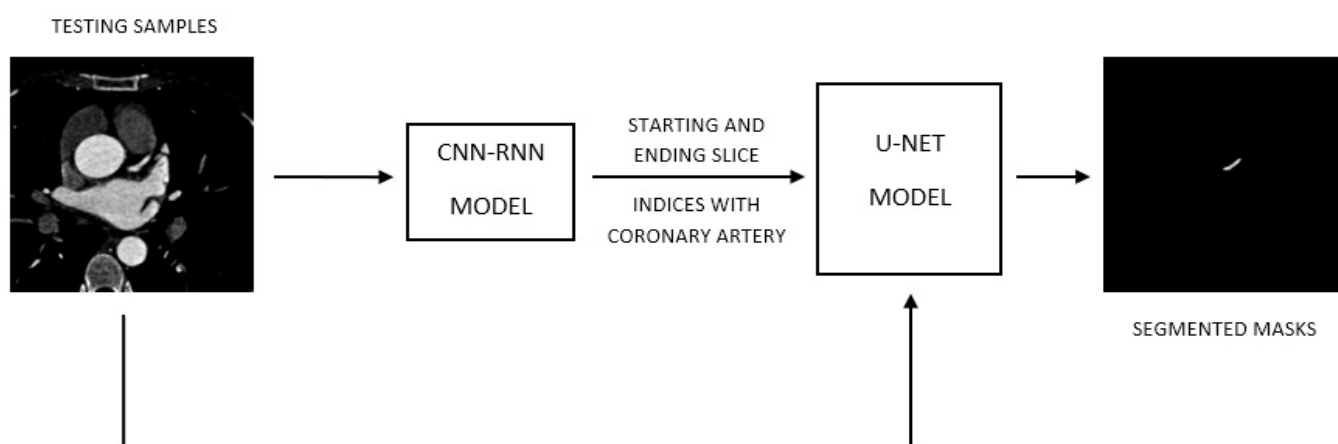 TESTING SAMPLES
CNN-RNN
MODEL
STARTING AND
ENDING SLICE
INDICES WITH
CORONARY ARTERY
U-NET
MODEL
SEGMENTED MASKS